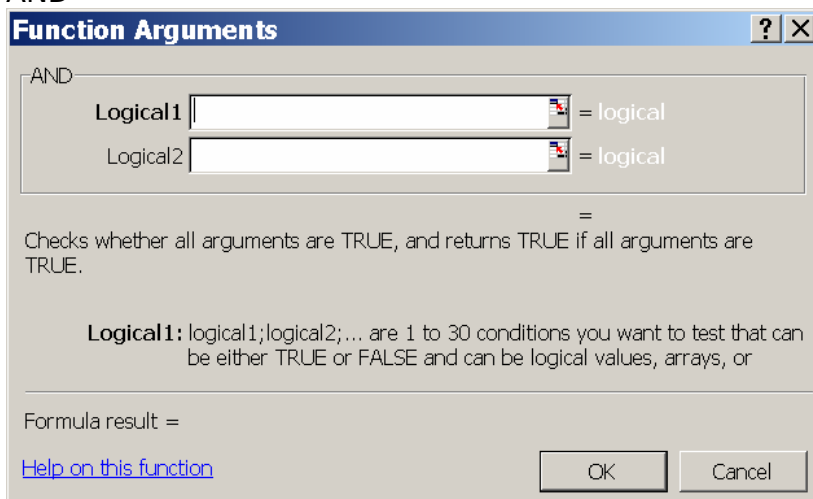 AND
Function Arguments
? X
AND
Logical1 = logical
Logical2 = logical
=
Checks whether all arguments are TRUE, and returns TRUE if all arguments are
TRUE.
Logical1: logical1;logical2;... are 1 to 30 conditions you want to test that can
be either TRUE or FALSE and can be logical values, arrays, or
Formula result =
Help on this function
OK Cancel